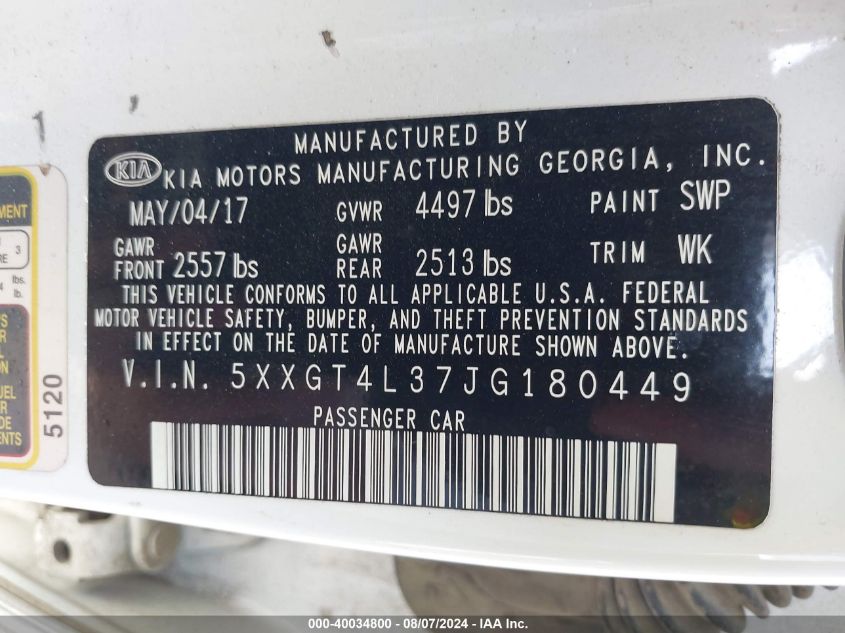 MANUFACTURED BY
KIA KIA MOTORS MANUFACTURING GEORGIA, INC.
MAY/04/17 GVWR 4497 lbs PAINT SWP
GAWR FRONT 2557 lbs GAWR REAR 2513 lbs TRIM WK
THIS VEHICLE CONFORMS TO ALL APPLICABLE U.S.A. FEDERAL
MOTOR VEHICLE SAFETY, BUMPER, AND THEFT PREVENTION STANDARDS
IN EFFECT ON THE DATE OF MANUFACTURE SHOWN ABOVE.
V.I.N. 5XXGT4L37JG180449
PASSENGER CAR
3
lbs.
lb.
5120
000-40034800 - 08/07/2024 - IAA Inc.